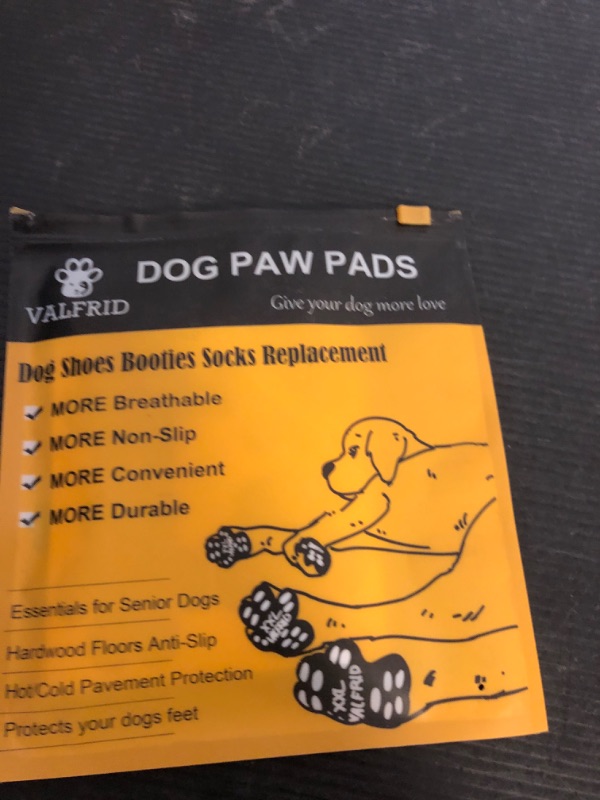 DOG PAW PADS
VALFRID
Give your dog more love
Dog Shoes Booties Socks Replacement
MORE Breathable
MORE Non-Slip
MORE Convenient
MORE Durable
Essentials for Senior Dogs
Hardwood Floors Anti-Slip
Hot/Cold Pavement Protection
Protects your dogs feet
XXL
XXL
VALFRID